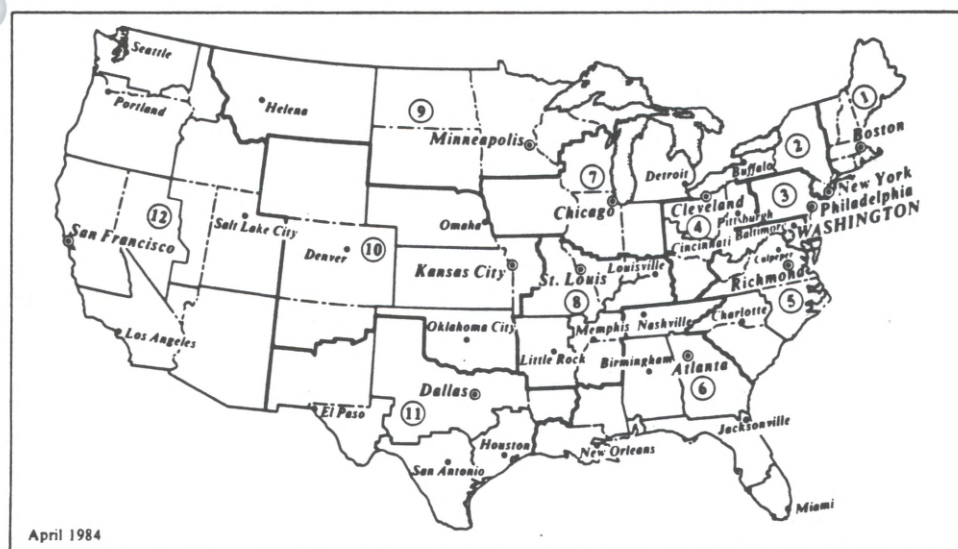 Seattle
Portland
Helena
9
Minneapolis
1
Boston
2
Buffalo
7
Detroit
Chicago
Cleveland
4
Pittsburgh
3
New York
Philadelphia
WASHINGTON
Cincinnati
Baltimore
Culpeper
Richmond
5
12
San Francisco
Salt Lake City
Denver
10
Omaha
Kansas City
St. Louis
Louisville
8
Los Angeles
Oklahoma City
Memphis
Nashville
Charlotte
Little Rock
Birmingham
Atlanta
6
El Paso
11
Dallas
Houston
San Antonio
New Orleans
Jacksonville
Miami
April 1984